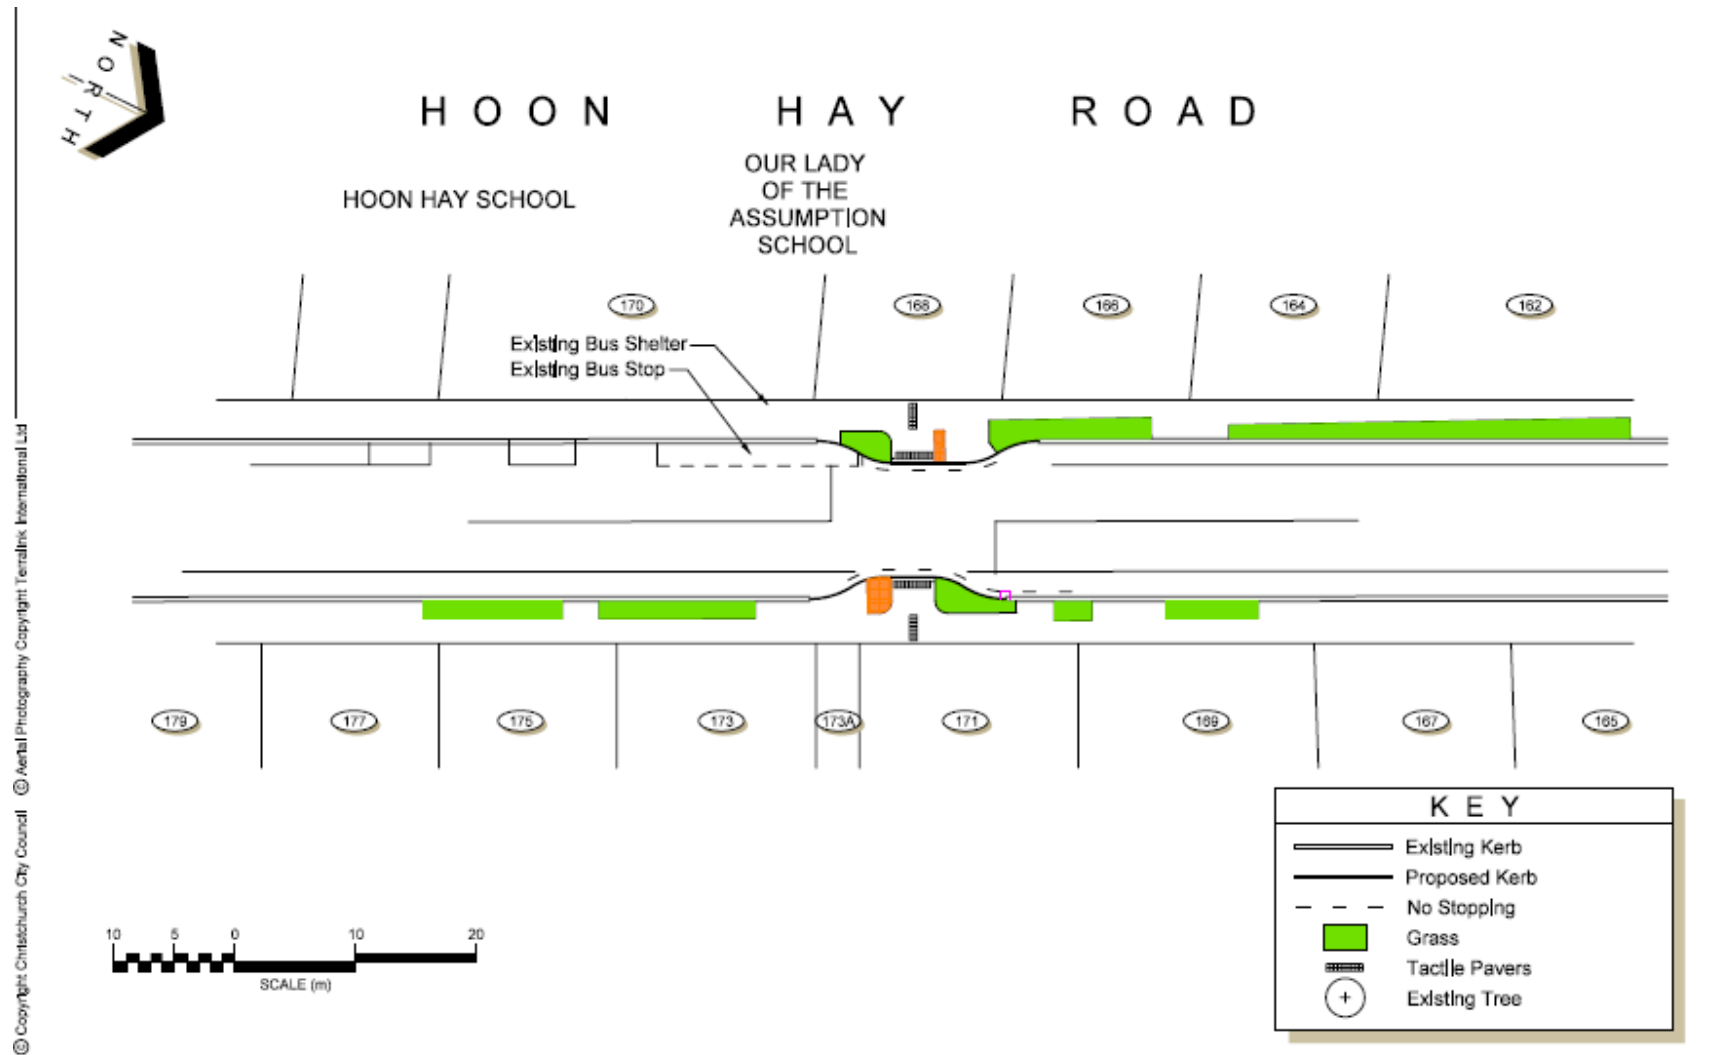 NORTH
HOON HAY ROAD
HOON HAY SCHOOL
OUR LADY
OF THE
ASSUMPTION
SCHOOL
170
168
166
164
162
Existing Bus Shelter
Existing Bus Stop
179
177
175
173
173A
171
169
167
165
KEY
Existing Kerb
Proposed Kerb
No Stopping
Grass
Tactile Pavers
Existing Tree
10 5 0 10 20
SCALE (m)
© Copyright Christchurch City Council © Aerial Photography Copyright Terralink International Ltd